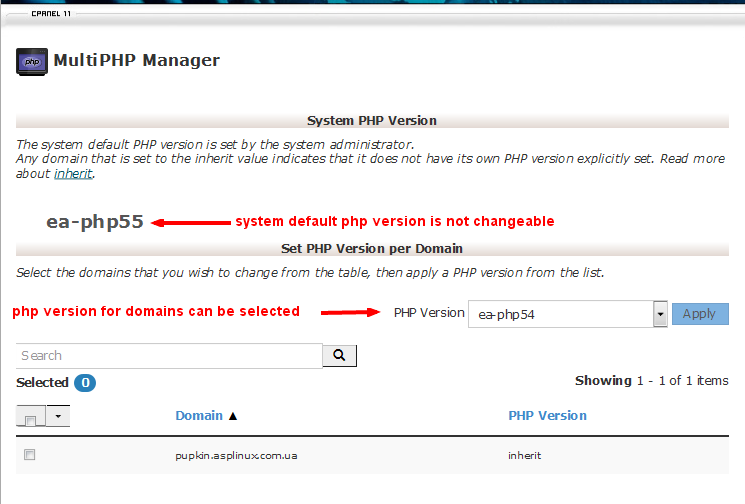 CPANEL 11
php
MultiPHP Manager
System PHP Version
The system default PHP version is set by the system administrator.
Any domain that is set to the inherit value indicates that it does not have its own PHP version explicitly set. Read more
about inherit.
ea-php55
system default php version is not changeable
Set PHP Version per Domain
Select the domains that you wish to change from the table, then apply a PHP version from the list.
php version for domains can be selected
PHP Version
ea-php54
Apply
Search
Selected 0
Showing 1 - 1 of 1 items
Domain ▲
PHP Version
pupkin.asplinux.com.ua
inherit